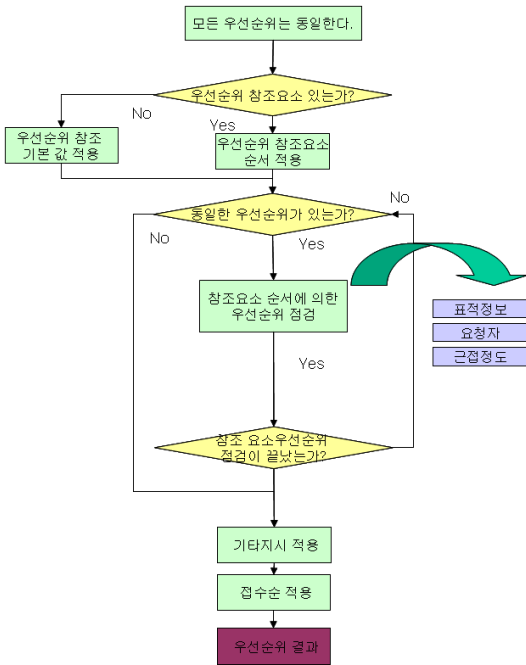 모든 우선순위는 동일한다.
우선순위 참조요소 있는가?
No
Yes
우선순위 참조
기본 값 적용
우선순위 참조요소
순서 적용
No
동일한 우선순위가 있는가?
No
Yes
참조요소 순서에 의한
우선순위 점검
표적정보
요청자
근접정도
Yes
참조 요소우선순위
점검이 끝났는가?
기타지시 적용
접수순 적용
우선순위 결과